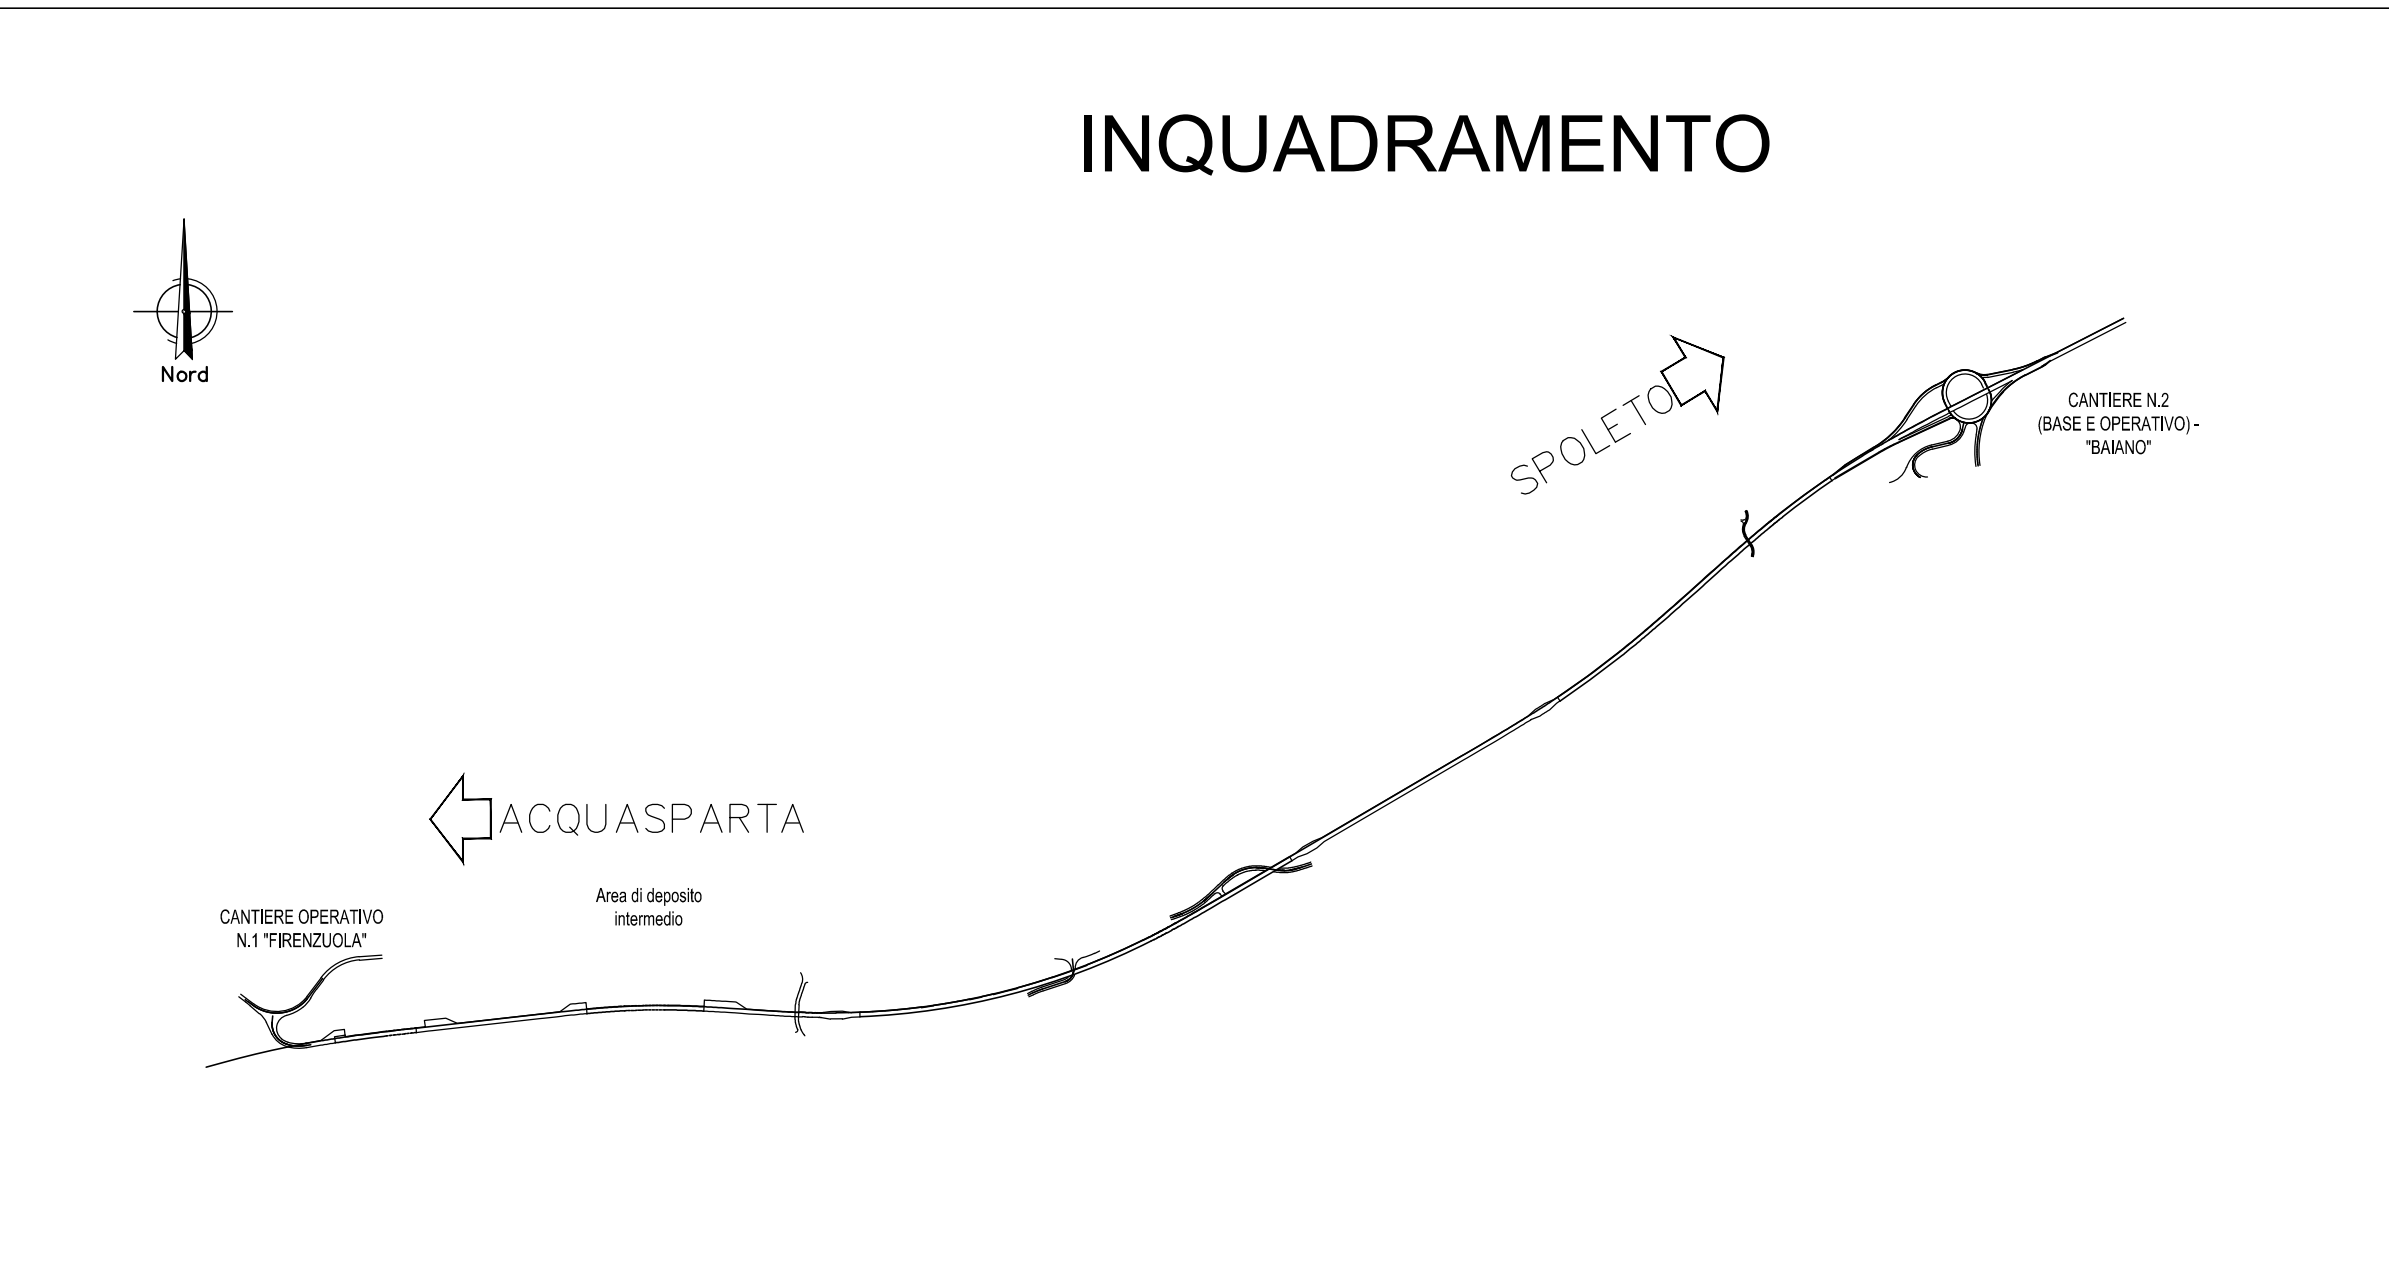 INQUADRAMENTO
Nord
SPOLETO
CANTIERE N.2
(BASE E OPERATIVO) -
"BAIANO"
ACQUASPARTA
Area di deposito
intermedio
CANTIERE OPERATIVO
N.1 "FIRENZUOLA"